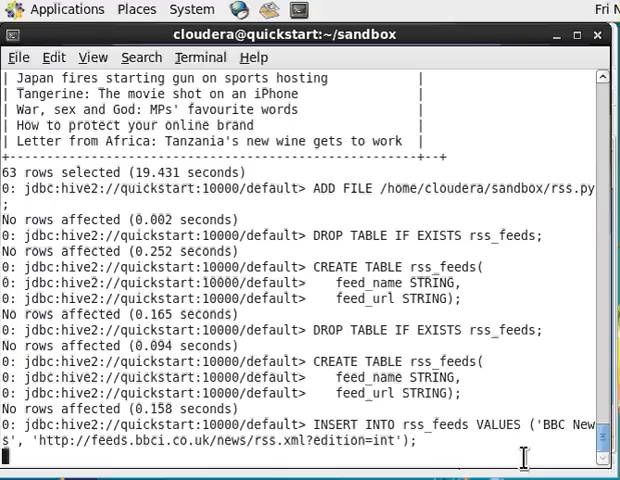 Applications Places System Fri N
cloudera@quickstart:~/sandbox
File Edit View Search Terminal Help
| Japan fires starting gun on sports hosting |
| Tangerine: The movie shot on an iPhone |
| War, sex and God: MPs' favourite words |
| How to protect your online brand |
| Letter from Africa: Tanzania's new wine gets to work |
+------------------------------------------------------+--+
63 rows selected (19.431 seconds)
0: jdbc:hive2://quickstart:10000/default> ADD FILE /home/cloudera/sandbox/rss.py
;
No rows affected (0.002 seconds)
0: jdbc:hive2://quickstart:10000/default> DROP TABLE IF EXISTS rss_feeds;
No rows affected (0.252 seconds)
0: jdbc:hive2://quickstart:10000/default> CREATE TABLE rss_feeds(
0: jdbc:hive2://quickstart:10000/default> feed_name STRING,
0: jdbc:hive2://quickstart:10000/default> feed_url STRING);
No rows affected (0.165 seconds)
0: jdbc:hive2://quickstart:10000/default> DROP TABLE IF EXISTS rss_feeds;
No rows affected (0.094 seconds)
0: jdbc:hive2://quickstart:10000/default> CREATE TABLE rss_feeds(
0: jdbc:hive2://quickstart:10000/default> feed_name STRING,
0: jdbc:hive2://quickstart:10000/default> feed_url STRING);
No rows affected (0.158 seconds)
0: jdbc:hive2://quickstart:10000/default> INSERT INTO rss_feeds VALUES ('BBC New
s', 'http://feeds.bbci.co.uk/news/rss.xml?edition=int');